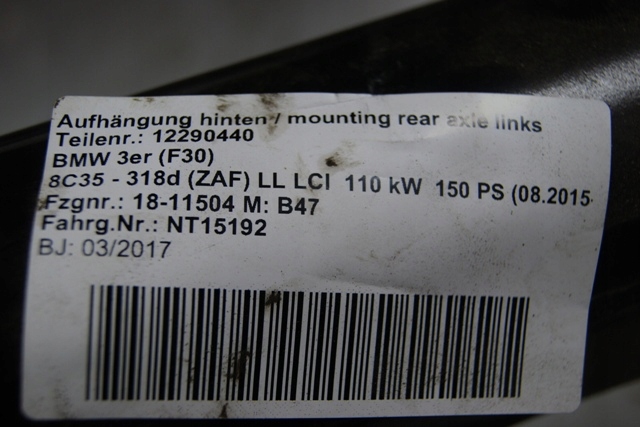 Aufhängung hinten / mounting rear axle links
Teilenr.: 12290440
BMW 3er (F30)
8C35 - 318d (ZAF) LL LCI 110 kW 150 PS (08.2015-
Fzgnr.: 18-11504 M: B47
Fahrg.Nr.: NT15192
BJ: 03/2017